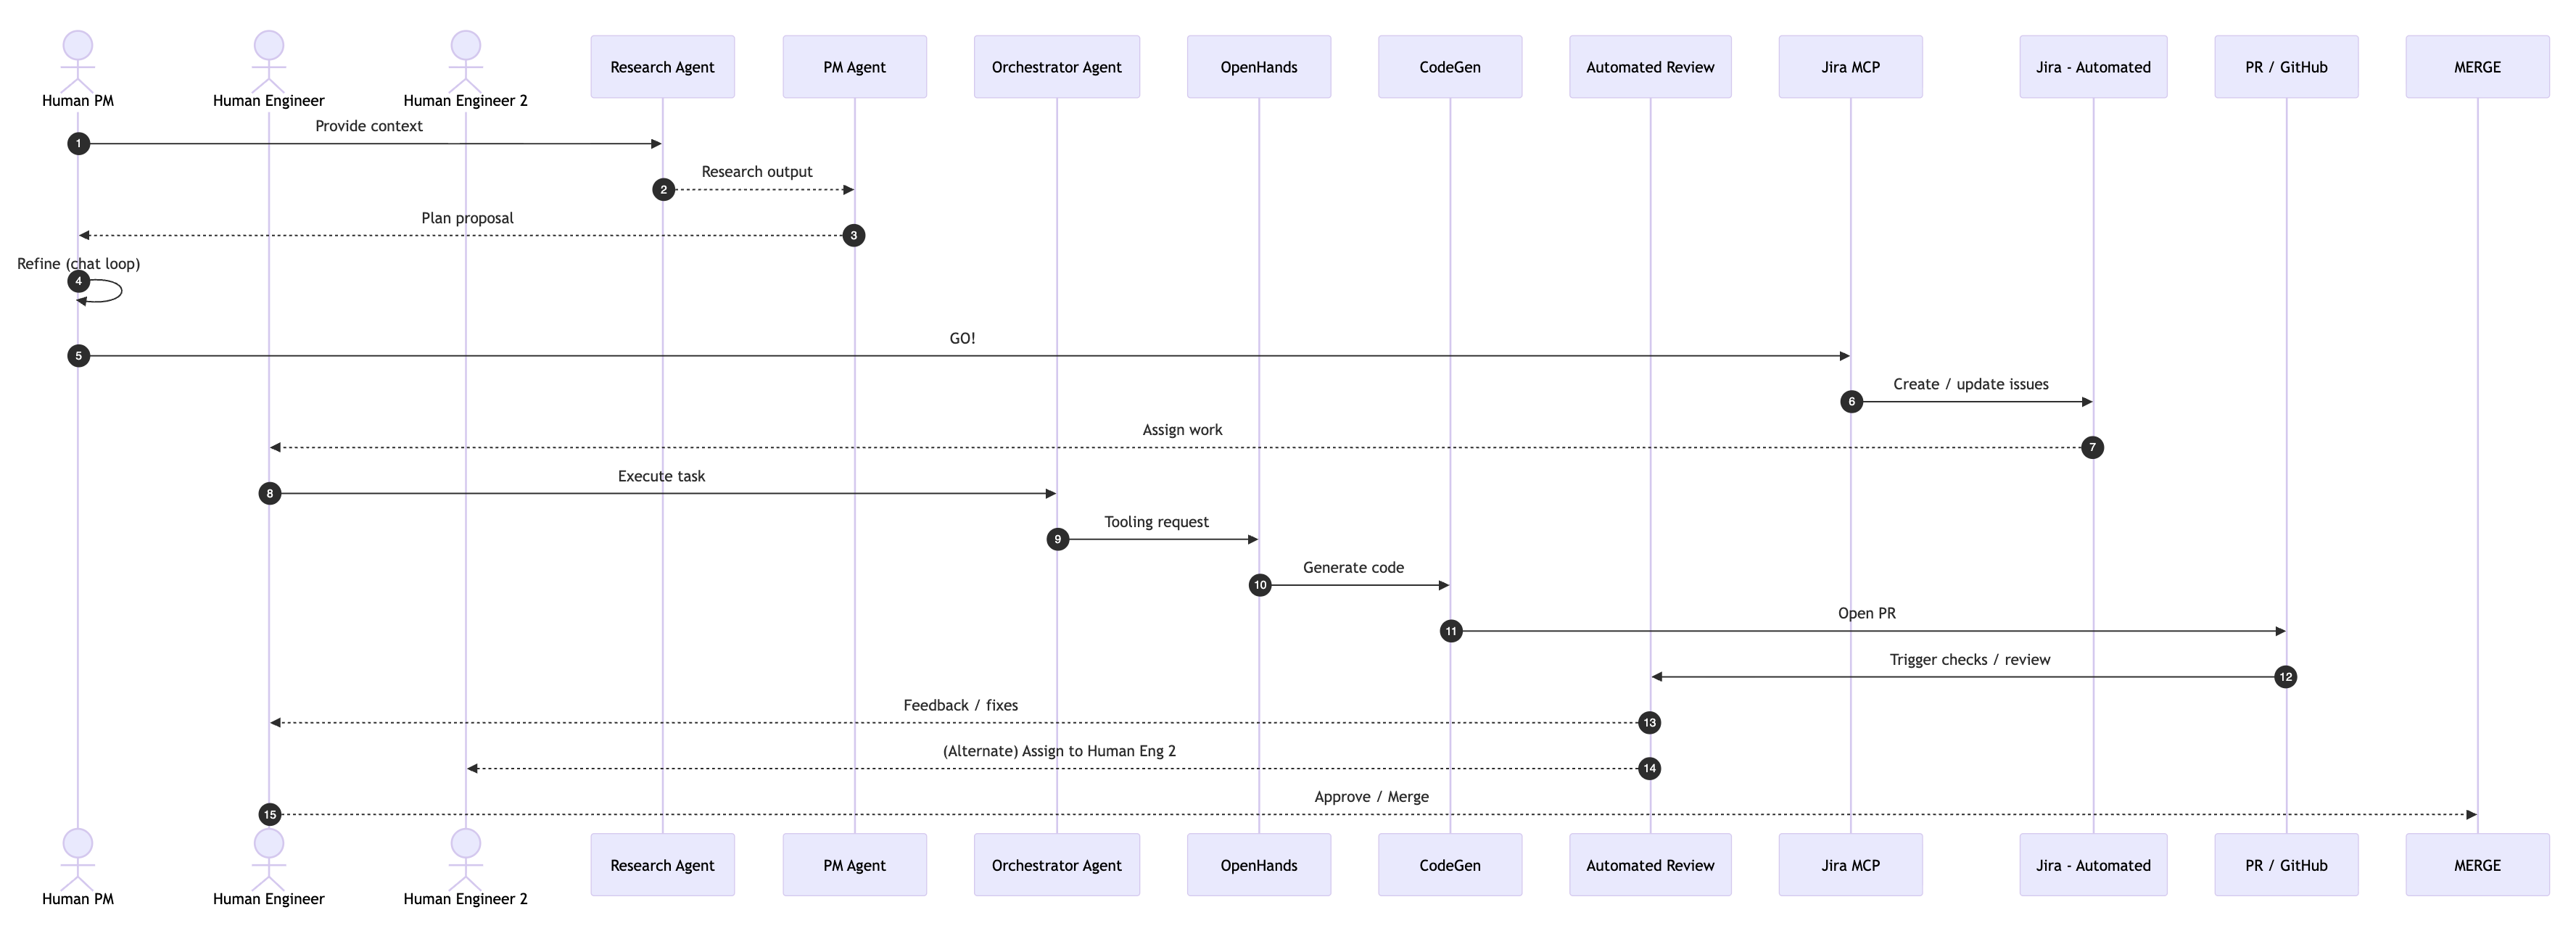 Human PM
Human Engineer
Human Engineer 2
Research Agent
PM Agent
Orchestrator Agent
OpenHands
CodeGen
Automated Review
Jira MCP
Jira - Automated
PR / GitHub
MERGE
Provide context
1
Research output
2
Plan proposal
3
Refine (chat loop)
4
GO!
5
Create / update issues
6
Assign work
7
Execute task
8
Tooling request
9
Generate code
10
Open PR
11
Trigger checks / review
12
Feedback / fixes
13
(Alternate) Assign to Human Eng 2
14
Approve / Merge
15
Human PM
Human Engineer
Human Engineer 2
Research Agent
PM Agent
Orchestrator Agent
OpenHands
CodeGen
Automated Review
Jira MCP
Jira - Automated
PR / GitHub
MERGE